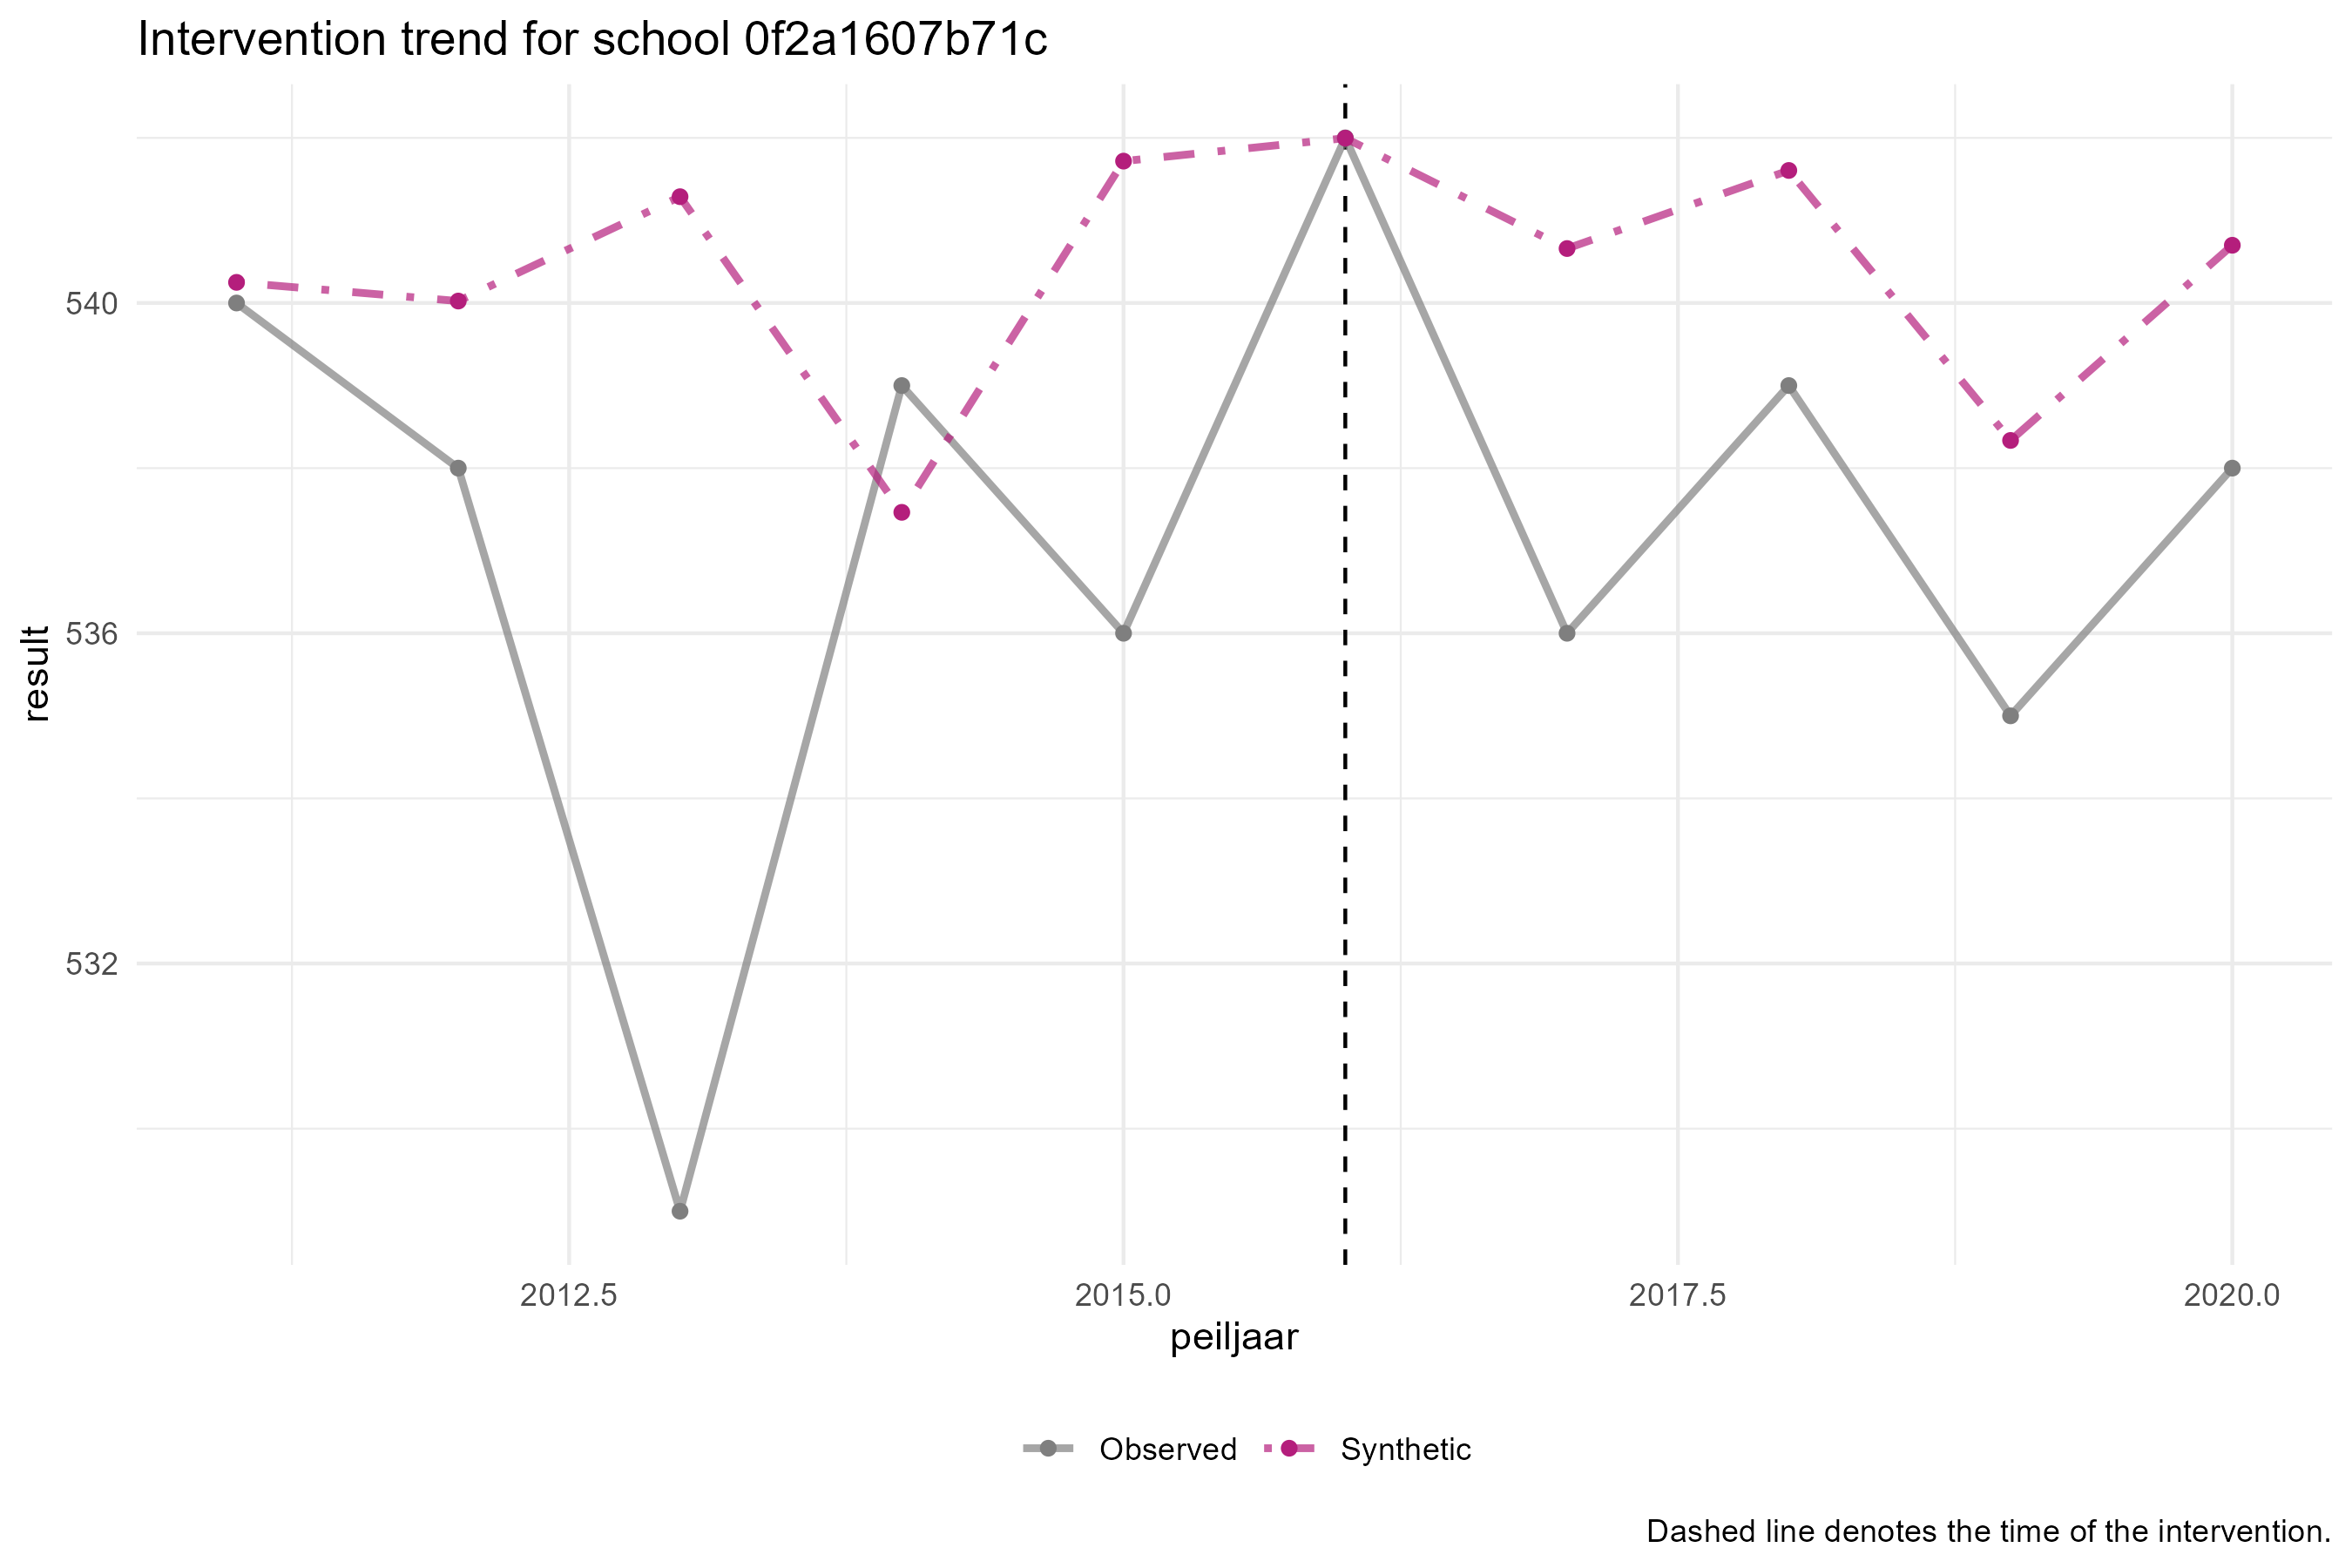 Intervention trend for school 0f2a1607b71c
540
536
532
result
2012.5 2015.0 2017.5 2020.0
peiljaar
Observed Synthetic
Dashed line denotes the time of the intervention.